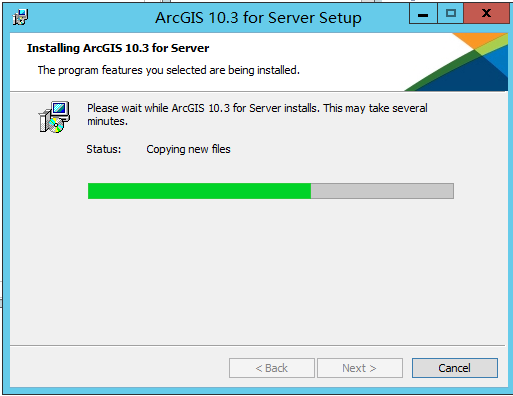 ArcGIS 10.3 for Server Setup
Installing ArcGIS 10.3 for Server
The program features you selected are being installed.
Please wait while ArcGIS 10.3 for Server installs. This may take several
minutes.
Status: Copying new files
< Back Next > Cancel